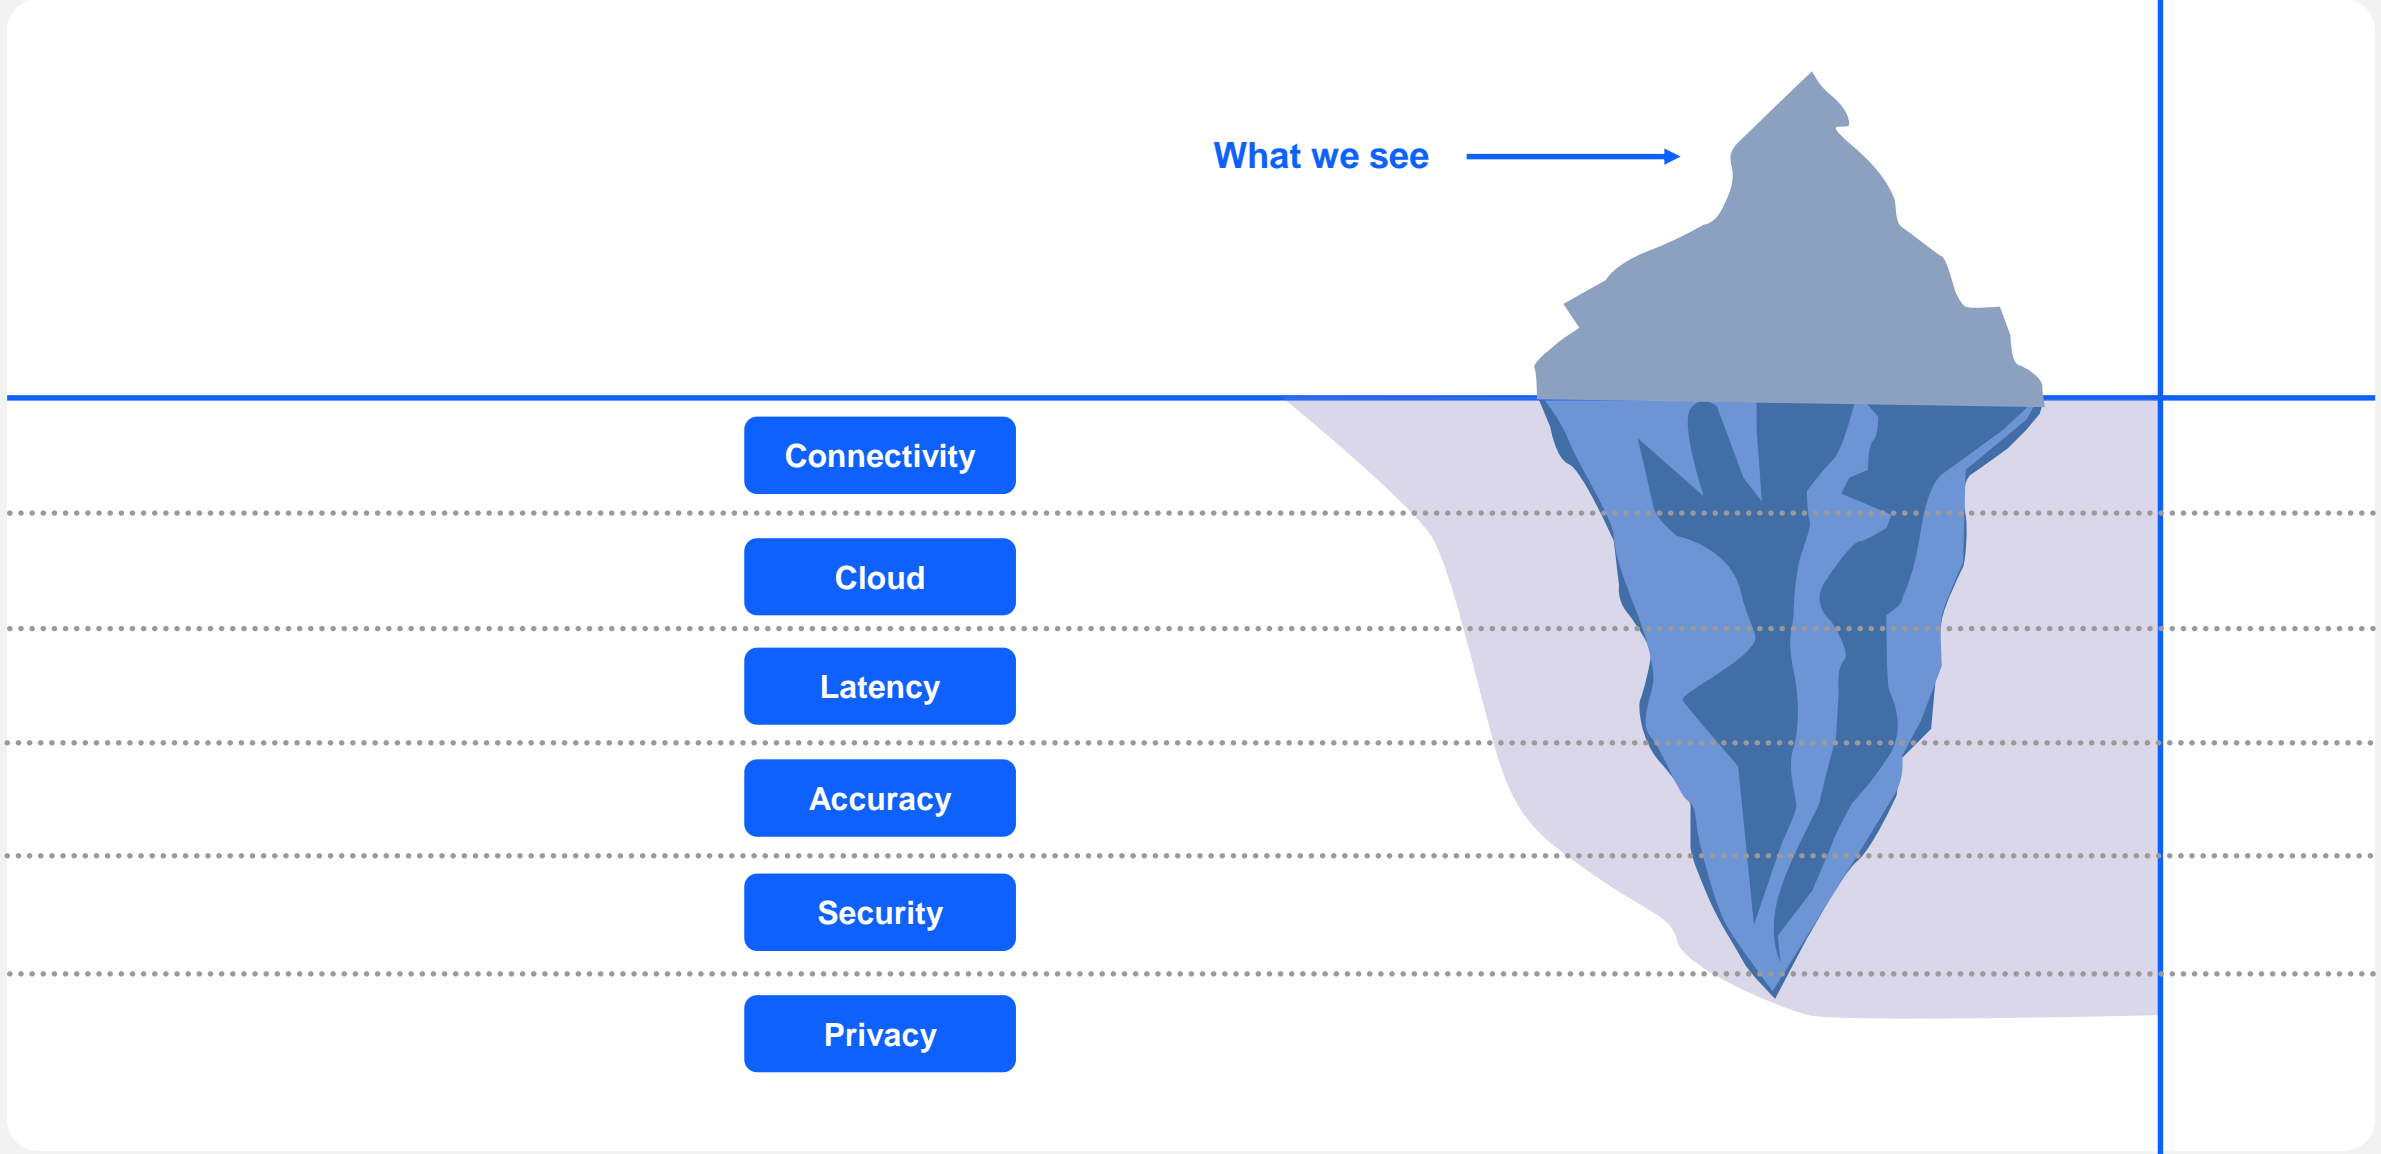 What we see
Connectivity
Cloud
Latency
Accuracy
Security
Privacy